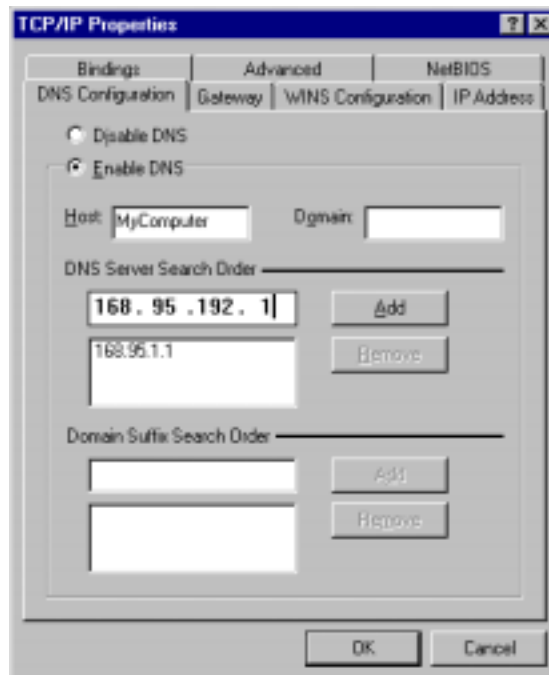 TCP/IP Properties
Bindings Advanced NetBIOS
DNS Configuration Gateway WINS Configuration IP Address
Disable DNS
Enable DNS
Host: MyComputer Domain:
DNS Server Search Order
168 . 95 .192 . 1
Add
168.95.1.1
Remove
Domain Suffix Search Order
Add
Remove
OK Cancel